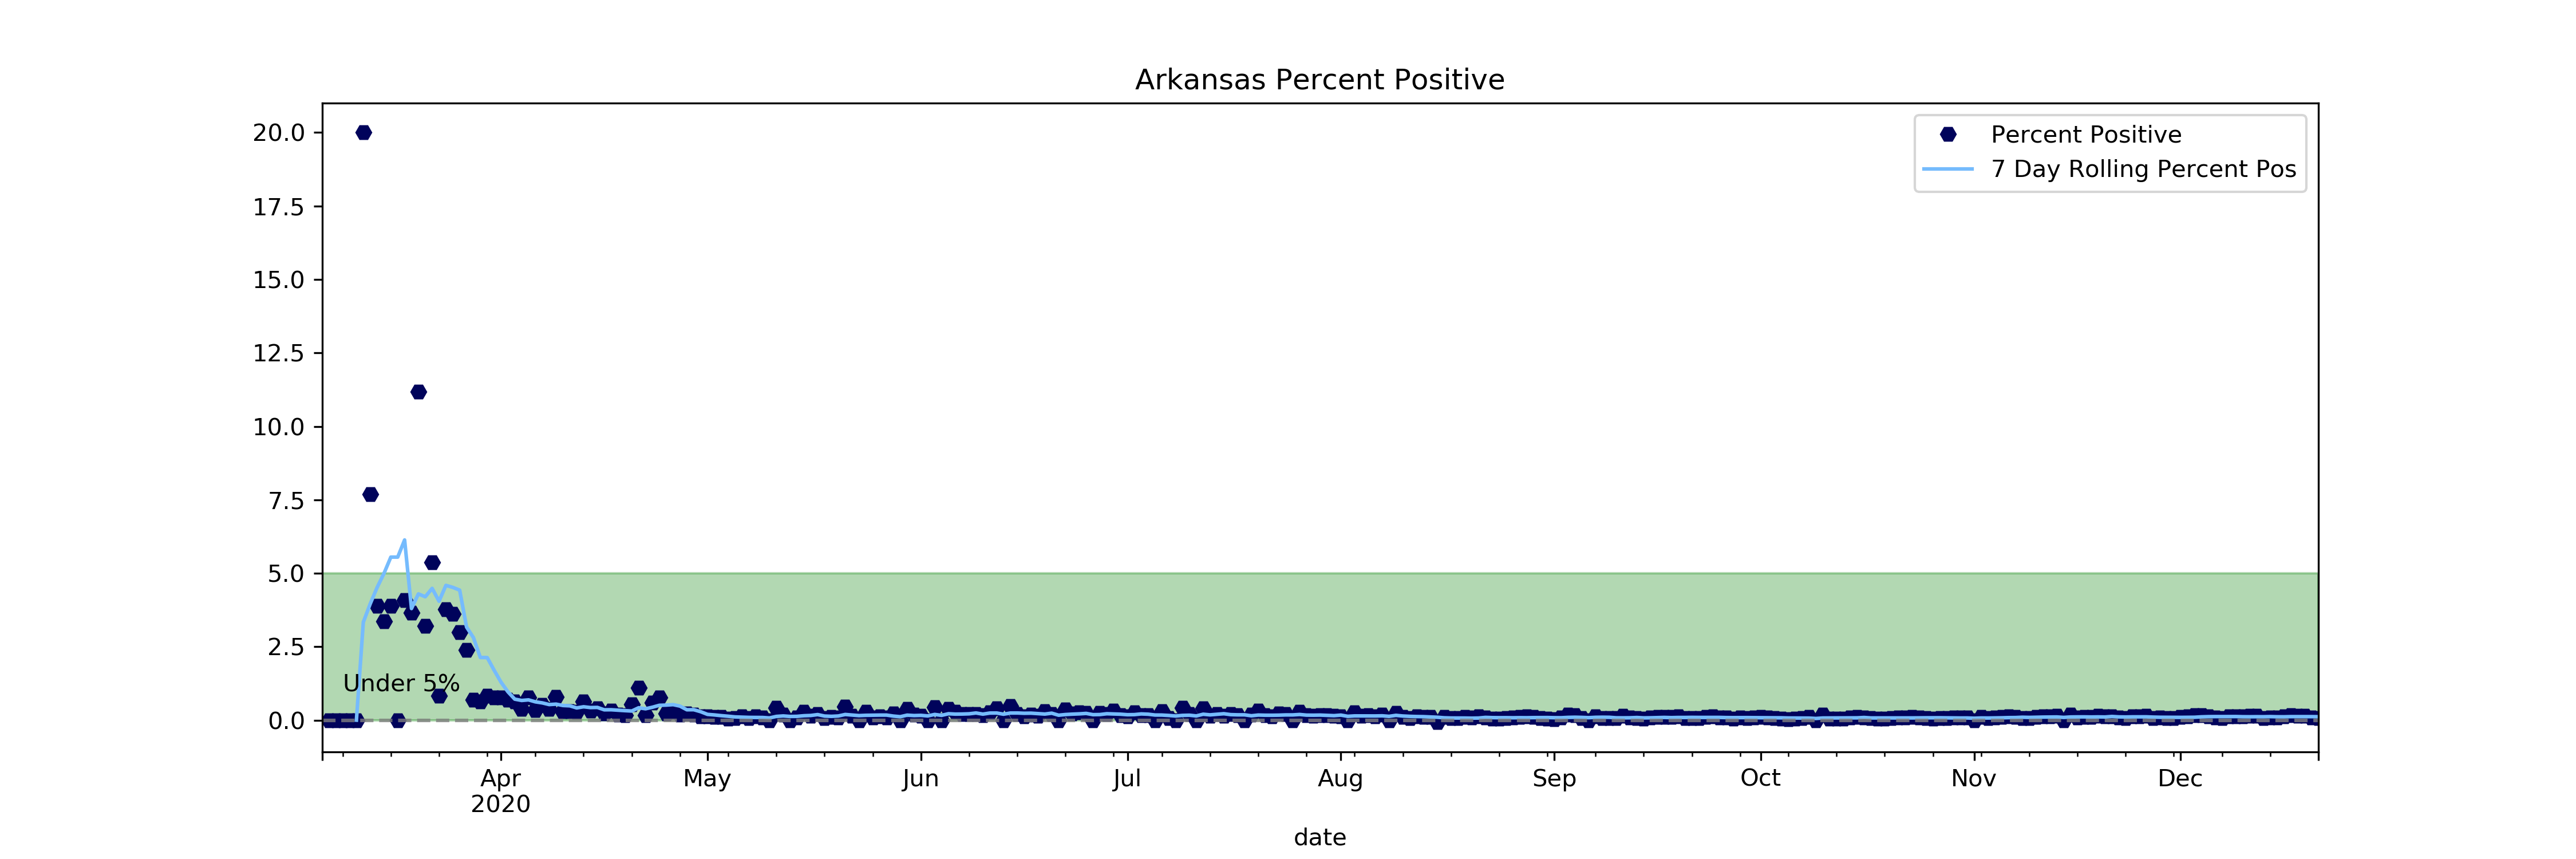 Arkansas Percent Positive
20.0
17.5
15.0
12.5
10.0
7.5
5.0
2.5
0.0
Percent Positive
7 Day Rolling Percent Pos
Under 5%
Apr
2020
May
Jun
Jul
Aug
Sep
Oct
Nov
Dec
date